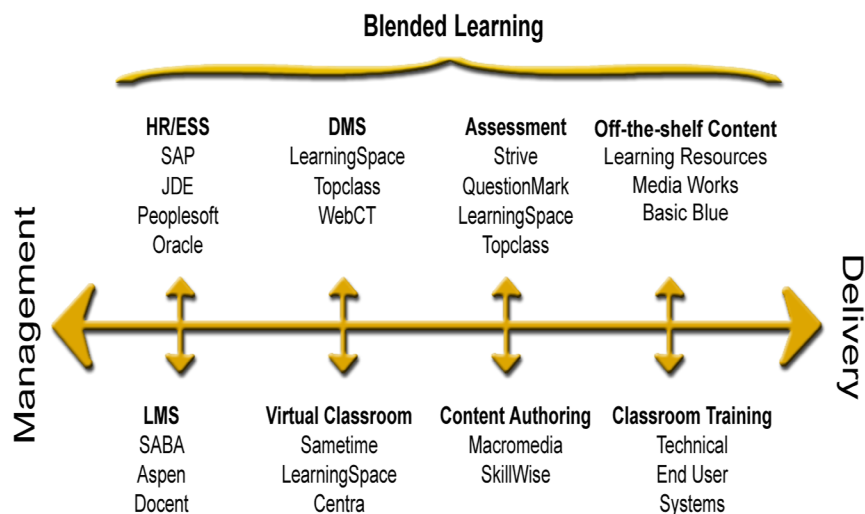 Blended Learning
HR/ESS
SAP
JDE
Peoplesoft
Oracle
DMS
LearningSpace
Topclass
WebCT
Assessment
Strive
QuestionMark
LearningSpace
Topclass
Off-the-shelf Content
Learning Resources
Media Works
Basic Blue
Management
Delivery
LMS
SABA
Aspen
Docent
Virtual Classroom
Sametime
LearningSpace
Centra
Content Authoring
Macromedia
SkillWise
Classroom Training
Technical
End User
Systems